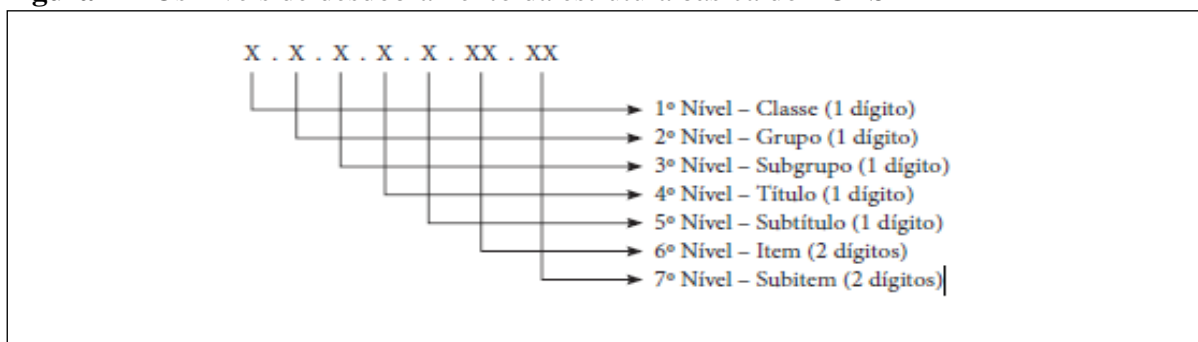 X . X . X . X . X . XX . XX
1º Nível – Classe (1 dígito)
2º Nível – Grupo (1 dígito)
3º Nível – Subgrupo (1 dígito)
4º Nível – Título (1 dígito)
5º Nível – Subtítulo (1 dígito)
6º Nível – Item (2 dígitos)
7º Nível – Subitem (2 dígitos)